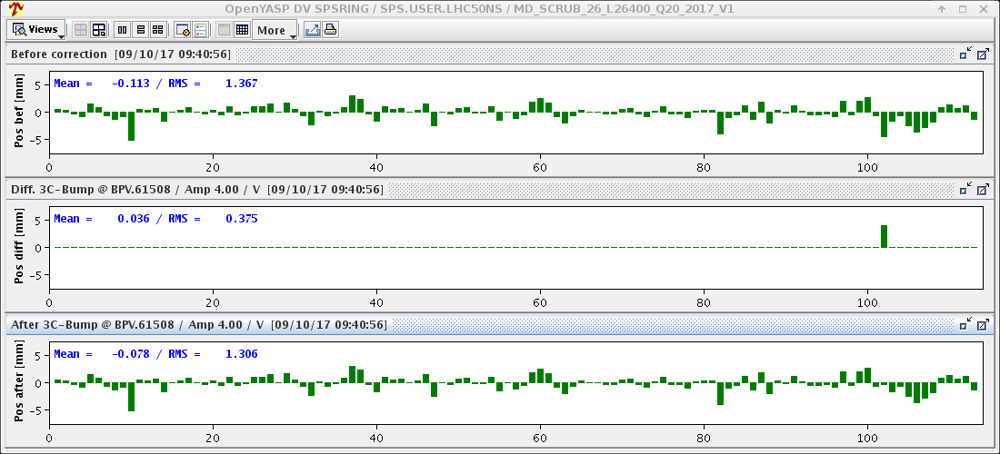 OpenYASP DV SPSRING / SPS.USER.LHC50NS / MD_SCRUB_26_L26400_Q20_2017_V1
Views More
Before correction [09/10/17 09:40:56]
Mean = -0.113 / RMS = 1.367
Pos bef [mm]
5
0
-5
0 20 40 60 80 100
Diff. 3C-Bump @ BPV.61508 / Amp 4.00 / V [09/10/17 09:40:56]
Mean = 0.036 / RMS = 0.375
Pos diff [mm]
5
0
-5
0 20 40 60 80 100
After 3C-Bump @ BPV.61508 / Amp 4.00 / V [09/10/17 09:40:56]
Mean = -0.078 / RMS = 1.306
Pos after [mm]
5
0
-5
0 20 40 60 80 100